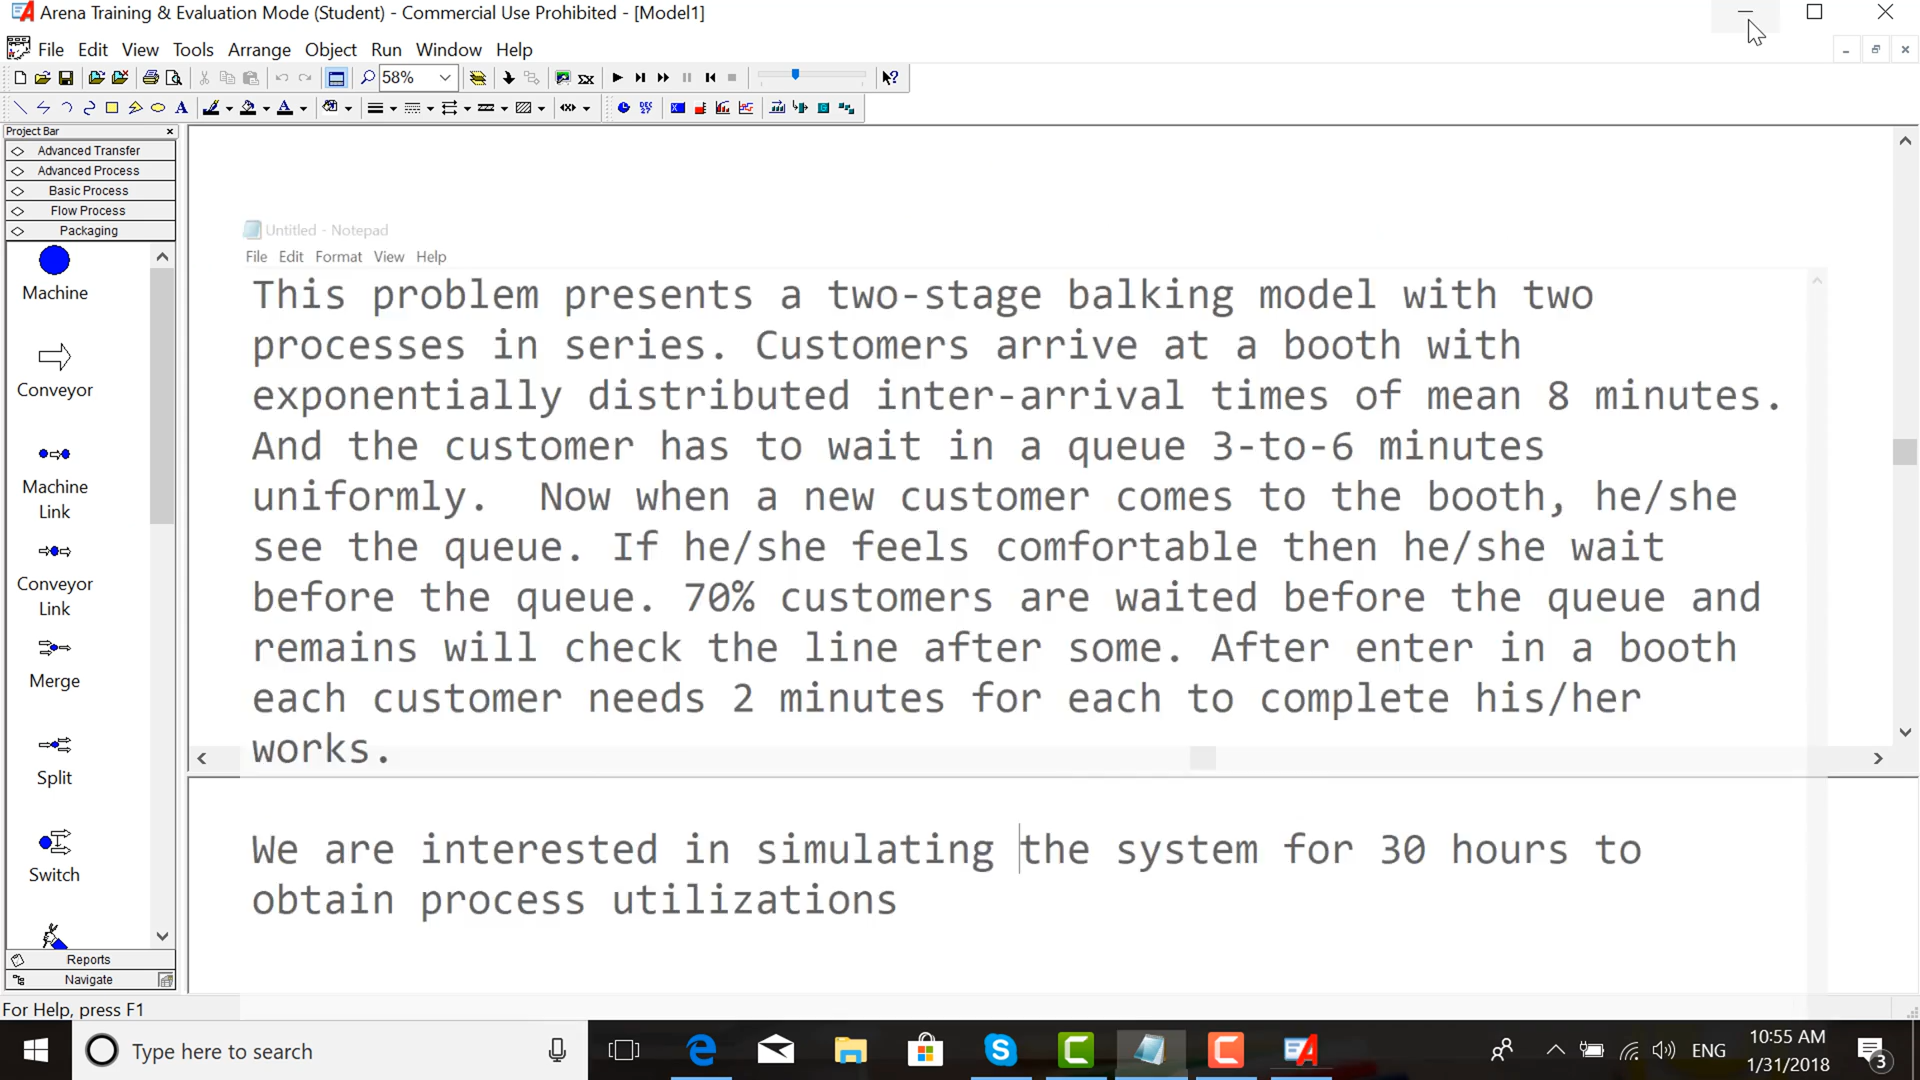 Arena Training & Evaluation Mode (Student) - Commercial Use Prohibited - [Model1]
File Edit View Tools Arrange Object Run Window Help
58%
Project Bar
Advanced Transfer
Advanced Process
Basic Process
Flow Process
Packaging
Machine
Conveyor
Machine
Link
Conveyor
Link
Merge
Split
Switch
Reports
Navigate
Untitled - Notepad
File Edit Format View Help
This problem presents a two-stage balking model with two
processes in series. Customers arrive at a booth with
exponentially distributed inter-arrival times of mean 8 minutes.
And the customer has to wait in a queue 3-to-6 minutes
uniformly.  Now when a new customer comes to the booth, he/she
see the queue. If he/she feels comfortable then he/she wait
before the queue. 70% customers are waited before the queue and
remains will check the line after some. After enter in a booth
each customer needs 2 minutes for each to complete his/her
works.
We are interested in simulating the system for 30 hours to
obtain process utilizations
For Help, press F1
Type here to search
ENG
10:55 AM
1/31/2018
3